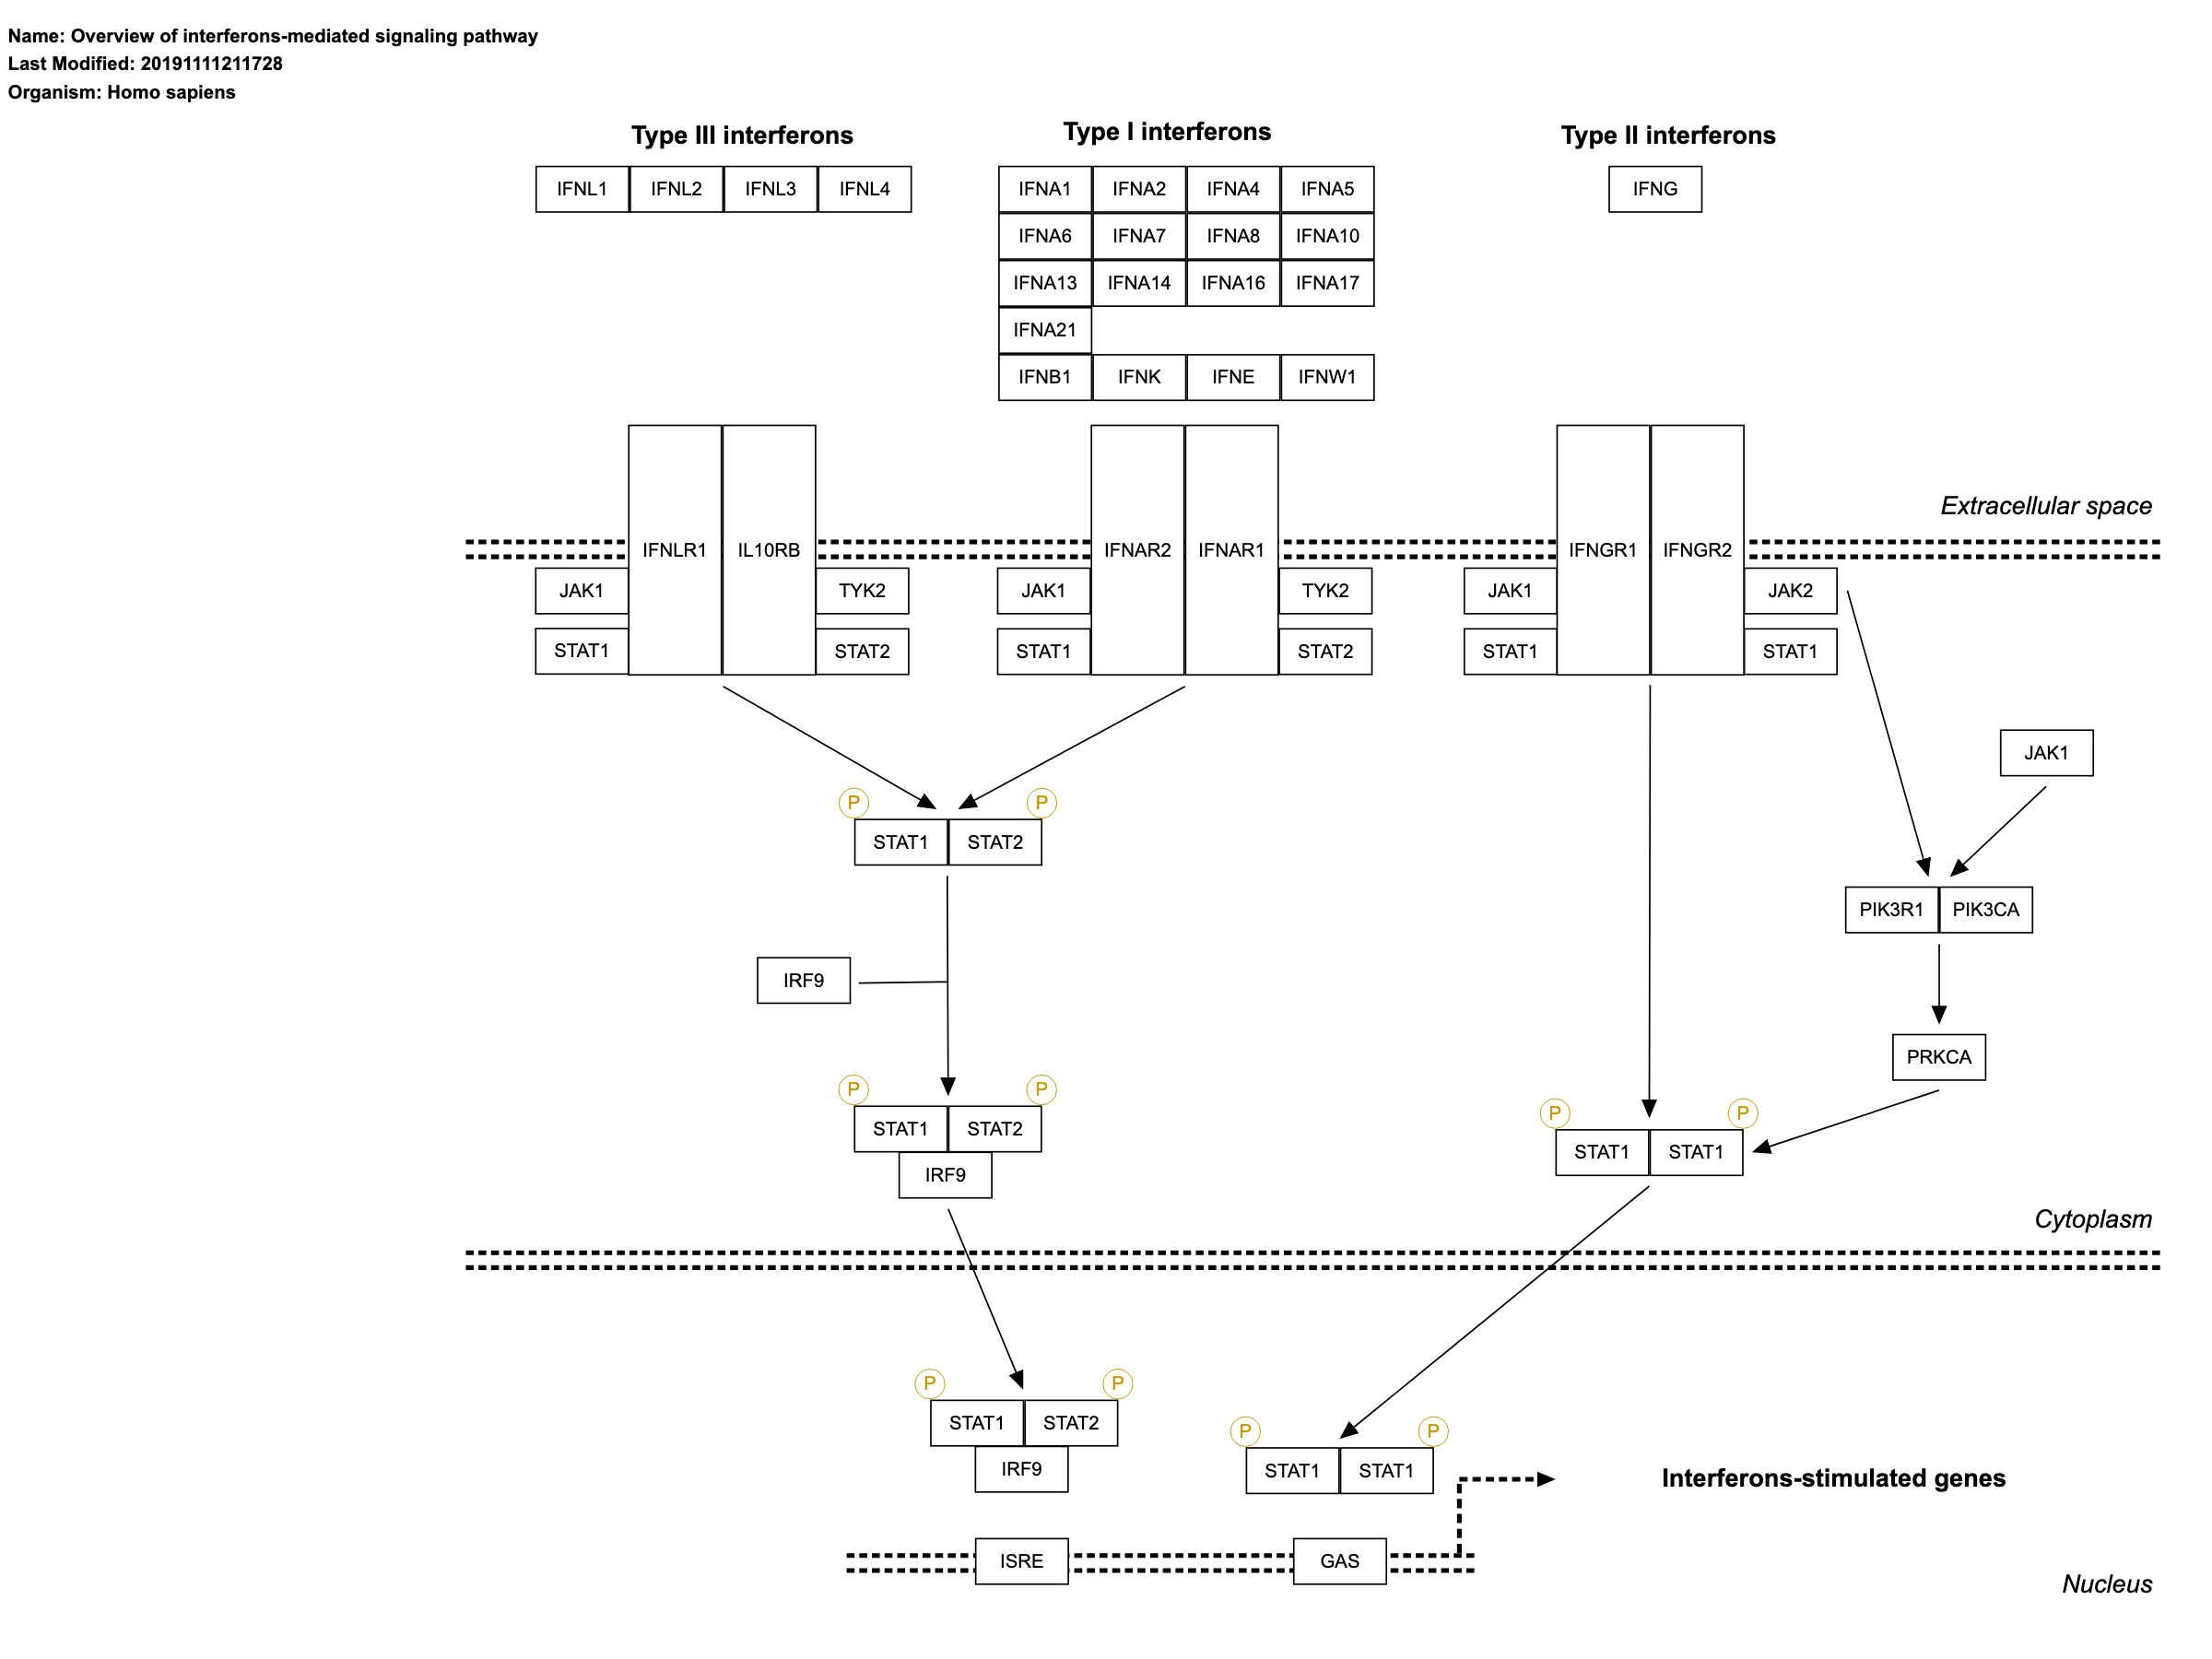 Name: Overview of interferons-mediated signaling pathway
Last Modified: 20191111211728
Organism: Homo sapiens
Type III interferons
Type I interferons
Type II interferons
IFNL1 IFNL2 IFNL3 IFNL4
IFNA1 IFNA2 IFNA4 IFNA5
IFNG
IFNA6 IFNA7 IFNA8 IFNA10
IFNA13 IFNA14 IFNA16 IFNA17
IFNA21
IFNB1 IFNK IFNE IFNW1
Extracellular space
IFNLR1 IL10RB
IFNAR2 IFNAR1
IFNGR1 IFNGR2
JAK1 TYK2
JAK1 TYK2
JAK1 JAK2
STAT1 STAT2
STAT1 STAT2
STAT1 STAT1
JAK1
P P
STAT1 STAT2
PIK3R1 PIK3CA
IRF9
PRKCA
P P
STAT1 STAT2
IRF9
P P
STAT1 STAT1
Cytoplasm
P P
STAT1 STAT2
IRF9
P P
STAT1 STAT1
Interferons-stimulated genes
ISRE
GAS
Nucleus